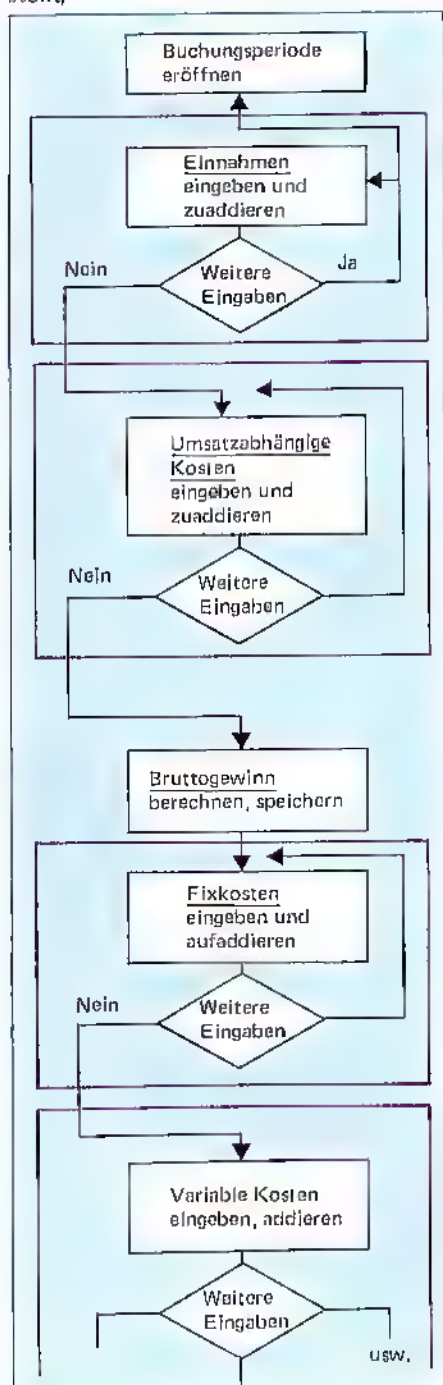 Buchungsperiode
eröffnen
Einnahmen
eingeben und
zuaddieren
Nein
Weitere
Eingaben
Ja
Umsatzabhängige
Kosten
eingeben und
zuaddieren
Nein
Weitere
Eingaben
Bruttogewinn
berechnen, speichern
Fixkosten
eingeben und
aufaddieren
Nein
Weitere
Eingaben
Variable Kosten
eingeben, addieren
Weitere
Eingaben
usw.